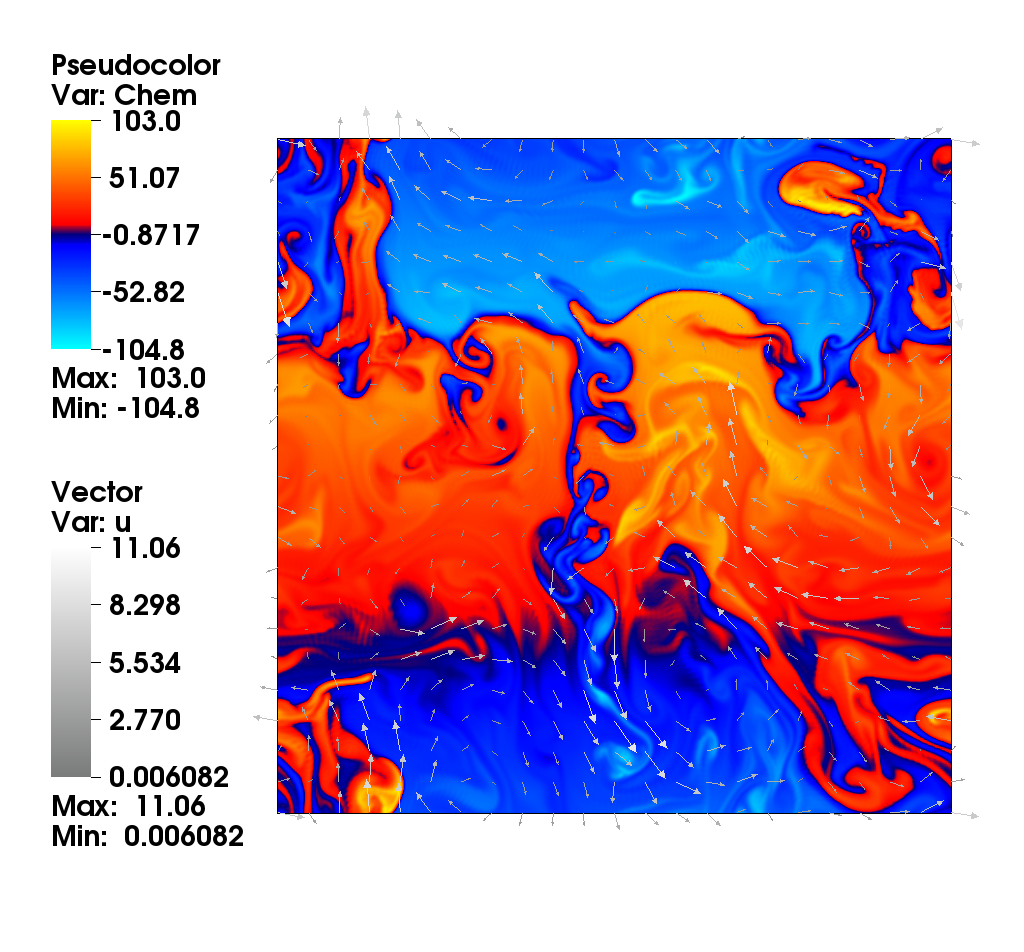 Pseudocolor
Var: Chem
103.0
51.07
-0.8717
-52.82
-104.8
Max: 103.0
Min: -104.8
Vector
Var: u
11.06
8.298
5.534
2.770
0.006082
Max: 11.06
Min: 0.006082